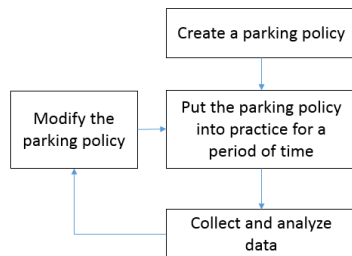 Create a parking policy
Put the parking policy
into practice for a
period of time
Modify the
parking policy
Collect and analyze
data